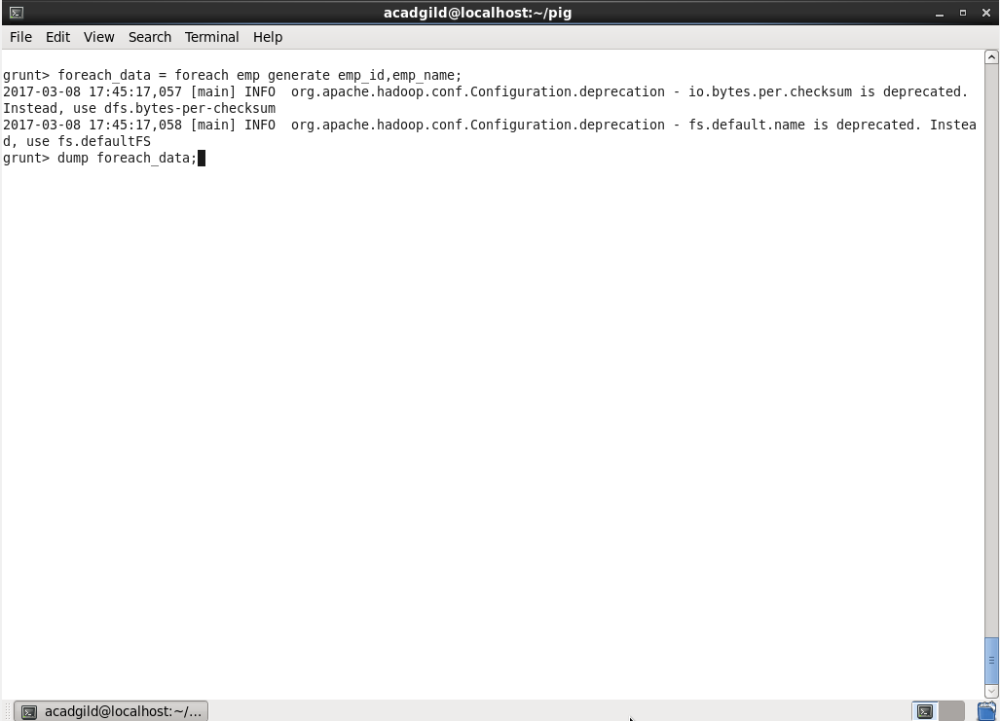 acadgild@localhost:~/pig
File Edit View Search Terminal Help
grunt> foreach_data = foreach emp generate emp_id,emp_name;
2017-03-08 17:45:17,057 [main] INFO  org.apache.hadoop.conf.Configuration.deprecation - io.bytes.per.checksum is deprecated.
Instead, use dfs.bytes-per-checksum
2017-03-08 17:45:17,058 [main] INFO  org.apache.hadoop.conf.Configuration.deprecation - fs.default.name is deprecated. Instea
d, use fs.defaultFS
grunt> dump foreach_data;
acadgild@localhost:~/...